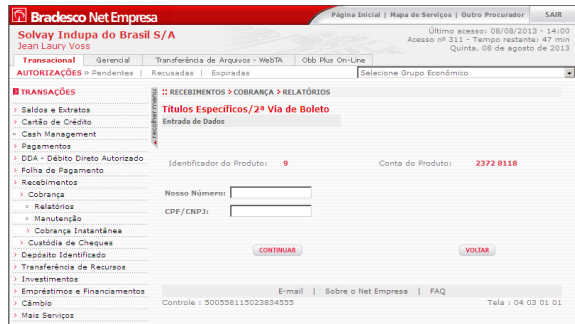 Bradesco Net Empresa
Página Inicial | Mapa de Serviços | Outro Procurador SAIR
Solvay Indupa do Brasil S/A
Jean Laury Voss
Último acesso: 08/08/2013 - 14:00
Acesso nº 311 - Tempo restante: 47 min
Quinta, 08 de agosto de 2013
Transacional Gerencial Transferência de Arquivos - WebTA Obb Plus On-Line
AUTORIZAÇÕES » Pendentes | Recusadas | Expiradas Selecione Grupo Econômico
TRANSAÇÕES
> Saldos e Extratos
> Cartão de Crédito
Cash Management
> Pagamentos
> DDA - Débito Direto Autorizado
> Folha de Pagamento
> Recebimentos
> Cobrança
Relatórios
Manutenção
> Cobrança Instantânea
> Custódia de Cheques
> Depósito Identificado
> Transferência de Recursos
> Investimentos
> Empréstimos e Financiamentos
> Câmbio
> Mais Serviços
recolher menu
:: RECEBIMENTOS > COBRANÇA > RELATÓRIOS
Títulos Específicos/2ª Via de Boleto
Entrada de Dados
Identificador do Produto: 9 Conta do Produto: 2372 8118
Nosso Número:
CPF/CNPJ:
CONTINUAR VOLTAR
E-mail | Sobre o Net Empresa | FAQ
Controle : 500558115023834555 Tela : 04 03 01 01